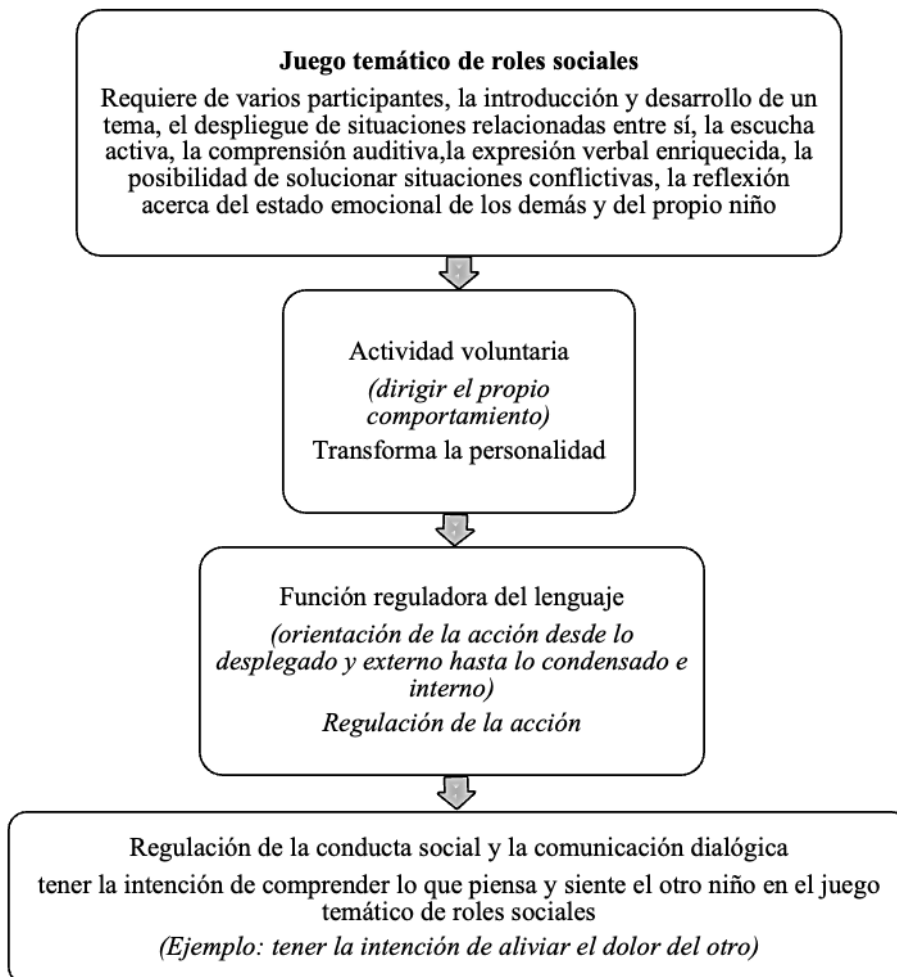 Juego temático de roles sociales
Requiere de varios participantes, la introducción y desarrollo de un
tema, el despliegue de situaciones relacionadas entre sí, la escucha
activa, la comprensión auditiva,la expresión verbal enriquecida, la
posibilidad de solucionar situaciones conflictivas, la reflexión
acerca del estado emocional de los demás y del propio niño
Actividad voluntaria
(dirigir el propio
comportamiento)
Transforma la personalidad
Función reguladora del lenguaje
(orientación de la acción desde lo
desplegado y externo hasta lo condensado e
interno)
Regulación de la acción
Regulación de la conducta social y la comunicación dialógica
tener la intención de comprender lo que piensa y siente el otro niño en el juego
temático de roles sociales
(Ejemplo: tener la intención de aliviar el dolor del otro)